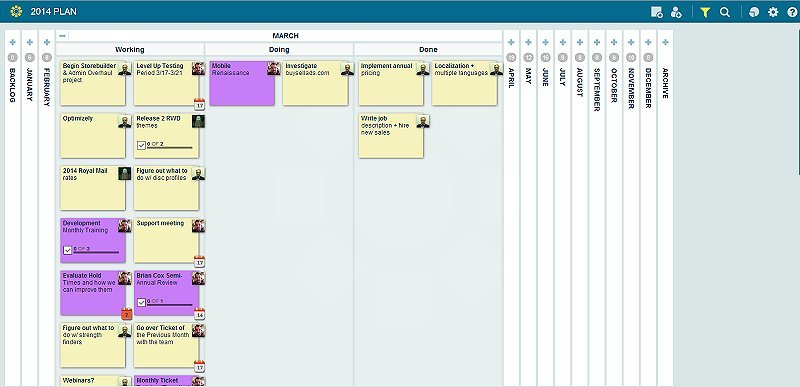 2014 PLAN
BACKLOG
JANUARY
FEBRUARY
MARCH
Working
Doing
Done
Begin Storebuilder
& Admin Overhaul
project
Level Up Testing
Period 3/17-3/21
17
Mobile
Renaissance
Investigate
buysellads.com
Implement annual
pricing
Localization +
multiple languages
Optimizely
Release 2 RWD
themes
0 OF 2
Write job
description + hire
new sales
2014 Royal Mail
rates
Figure out what to
do w/ disc profiles
Development
Monthly Training
0 OF 3
Support meeting
17
Evaluate Hold
Times and how we
can improve them
Brian Cox Semi-
Annual Review
0 OF 1
14
Figure out what to
do w/ strength
finders
Go over Ticket of
the Previous Month
with the team
17
Webinars?
Monthly Ticket
APRIL
MAY
JUNE
JULY
AUGUST
SEPTEMBER
OCTOBER
NOVEMBER
DECEMBER
ARCHIVE